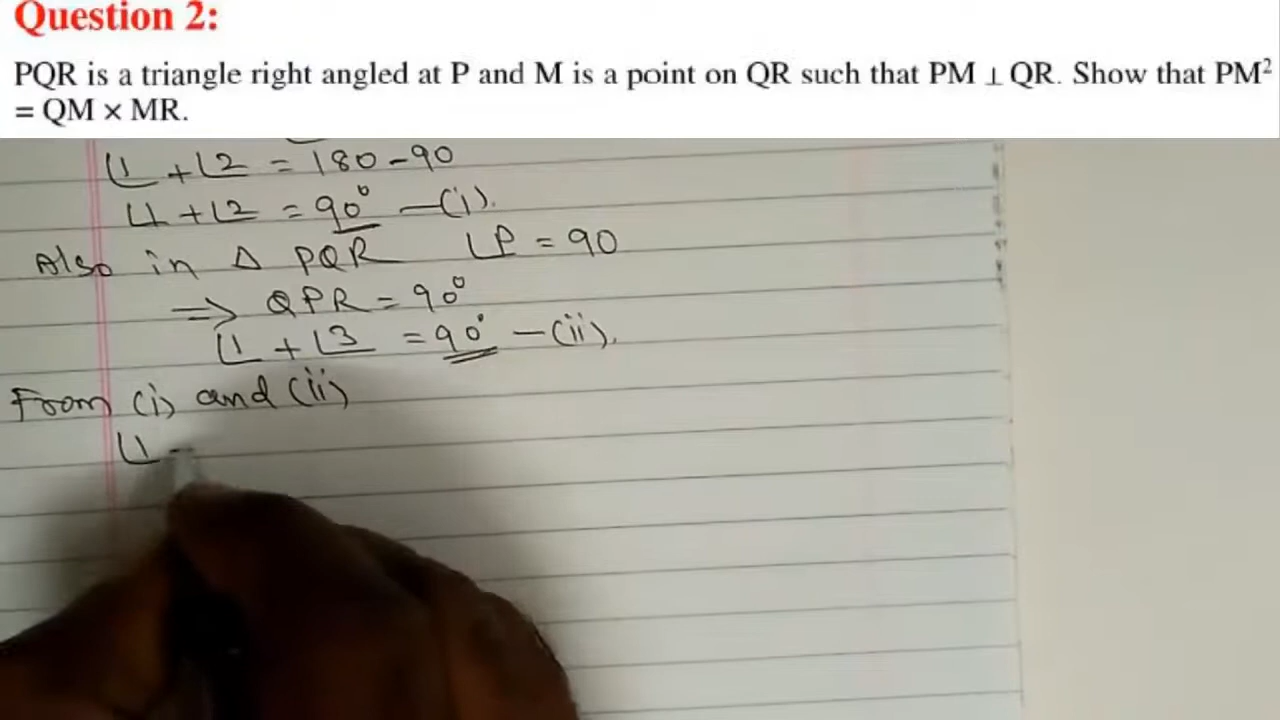 Question 2:
PQR is a triangle right angled at P and M is a point on QR such that PM ⊥ QR. Show that PM²
= QM × MR.
∠1 + ∠2 = 180 - 90
∠1 + ∠2 = 90° - (i).
Also in Δ PQR ∠P = 90
=> QPR = 90°
∠1 + ∠3 = 90° - (ii).
From (i) and (ii)
∠1